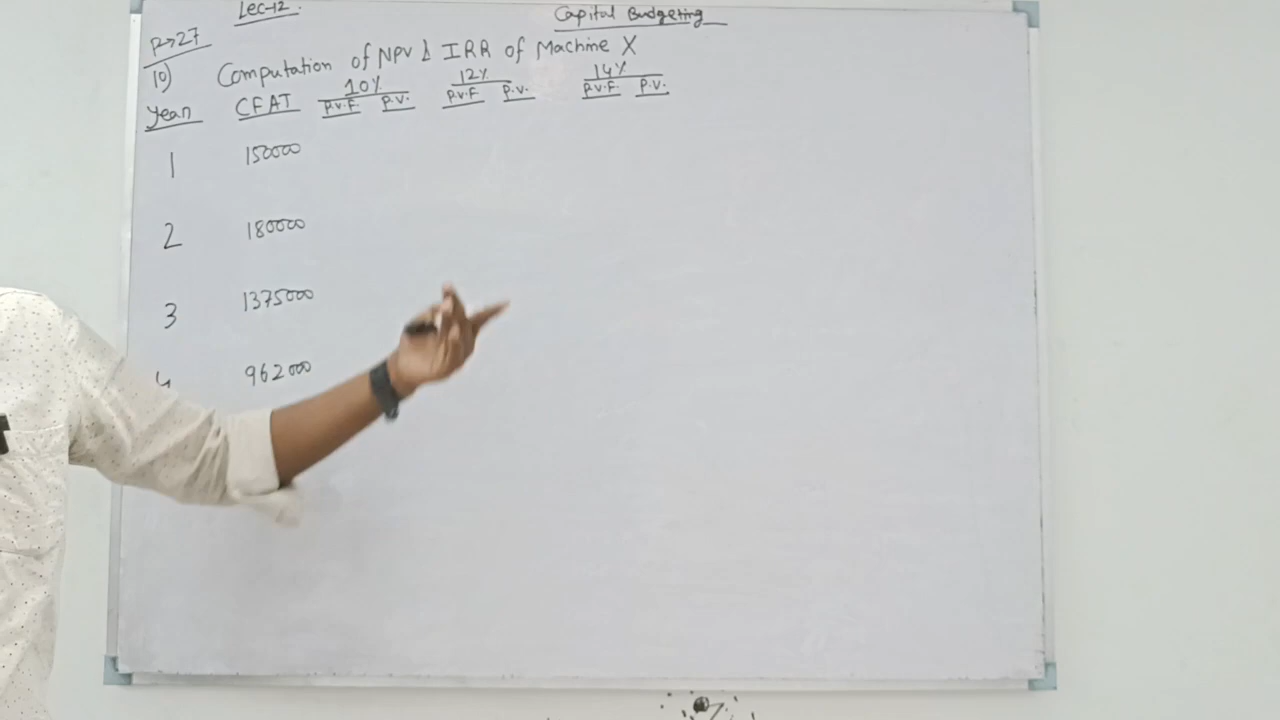 Lec-12. Capital Budgeting
P→27
10) Computation of NPV & IRR of Machine X
10% 12% 14%
Year CFAT P.V.F. P.V. P.V.F P.V. P.V.F. P.V.
1 150000
2 180000
3 1375000
4 962000